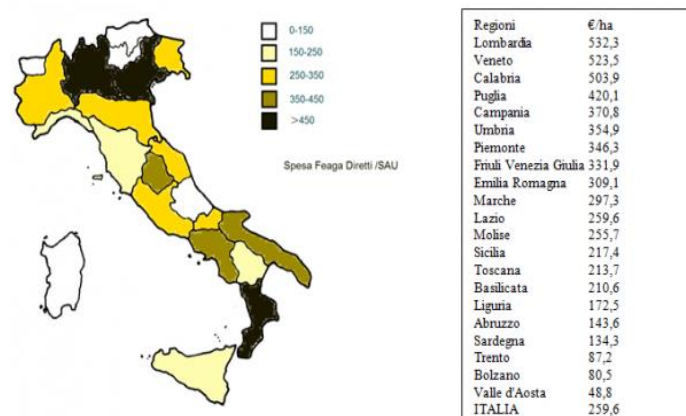 0-150
150-250
250-350
350-450
>450
Spesa Feaga Diretti /SAU
Regioni €/ha
Lombardia 532,3
Veneto 523,5
Calabria 503,9
Puglia 420,1
Campania 370,8
Umbria 354,9
Piemonte 346,3
Friuli Venezia Giulia 331,9
Emilia Romagna 309,1
Marche 297,3
Lazio 259,6
Molise 255,7
Sicilia 217,4
Toscana 213,7
Basilicata 210,6
Liguria 172,5
Abruzzo 143,6
Sardegna 134,3
Trento 87,2
Bolzano 80,5
Valle d'Aosta 48,8
ITALIA 259,6